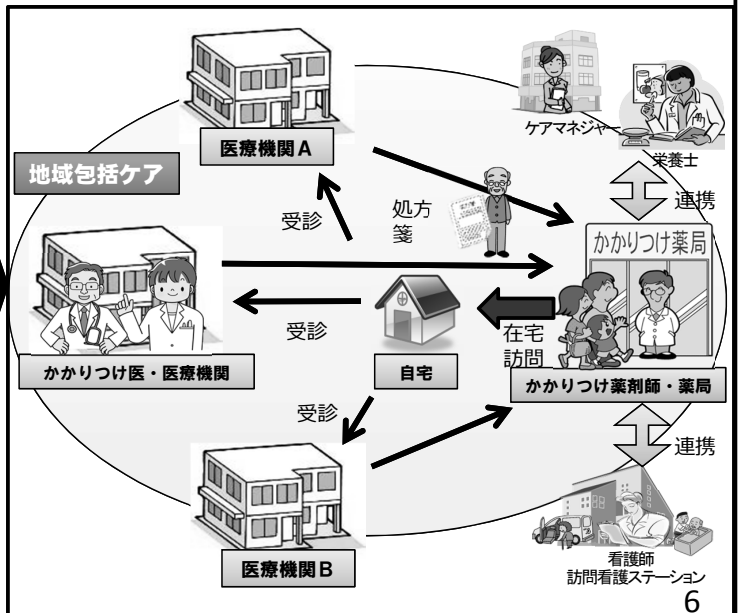 ケアマネジャー
栄養士
医療機関A
地域包括ケア
受診
処方
箋
連携
かかりつけ薬局
かかりつけ医・医療機関
受診
自宅
在宅
訪問
かかりつけ薬剤師・薬局
受診
連携
医療機関B
看護師
訪問看護ステーション
6